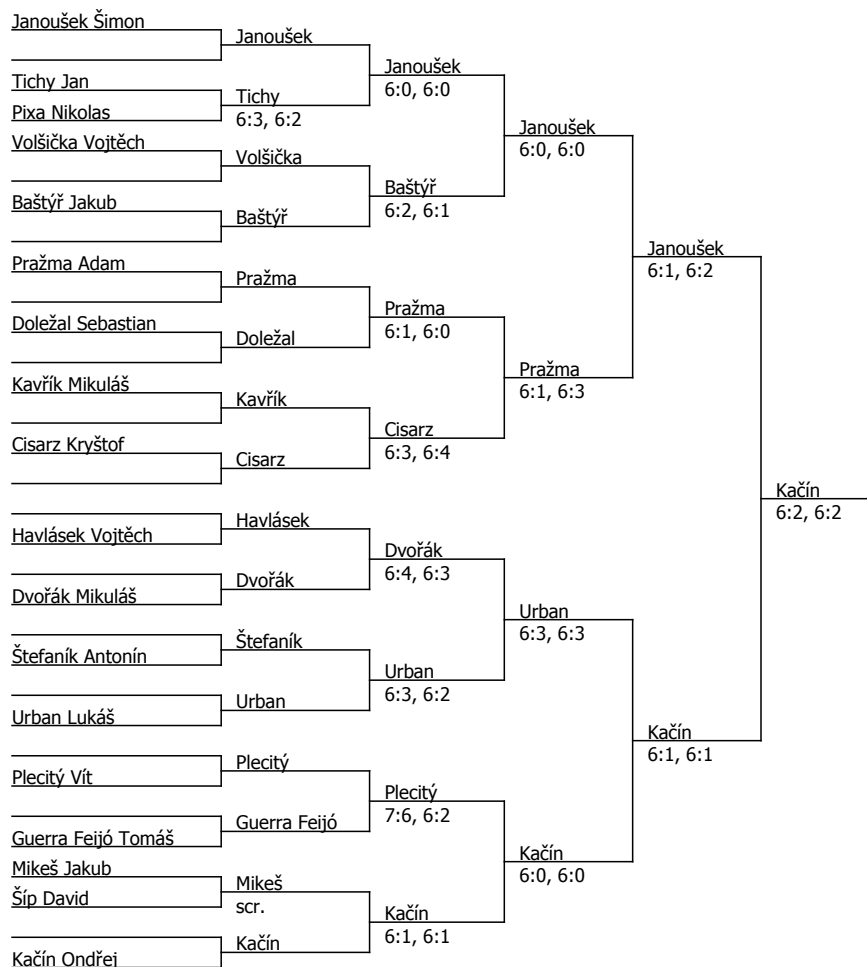 Janoušek Šimon
Tichy Jan
Pixa Nikolas
Volšička Vojtěch
Baštýř Jakub
Pražma Adam
Doležal Sebastian
Kavřík Mikuláš
Cisarz Kryštof
Havlásek Vojtěch
Dvořák Mikuláš
Štefaník Antonín
Urban Lukáš
Plecitý Vít
Guerra Feijó Tomáš
Mikeš Jakub
Šíp David
Kačín Ondřej
Janoušek
Tichy
6:3, 6:2
Volšička
Baštýř
Pražma
Doležal
Kavřík
Cisarz
Havlásek
Dvořák
Štefaník
Urban
Plecitý
Guerra Feijó
Mikeš
scr.
Kačín
Janoušek
6:0, 6:0
Baštýř
6:2, 6:1
Pražma
6:1, 6:0
Cisarz
6:3, 6:4
Dvořák
6:4, 6:3
Urban
6:3, 6:2
Plecitý
7:6, 6:2
Kačín
6:1, 6:1
Janoušek
6:0, 6:0
Pražma
6:1, 6:3
Urban
6:3, 6:3
Kačín
6:0, 6:0
Janoušek
6:1, 6:2
Kačín
6:1, 6:1
Kačín
6:2, 6:2